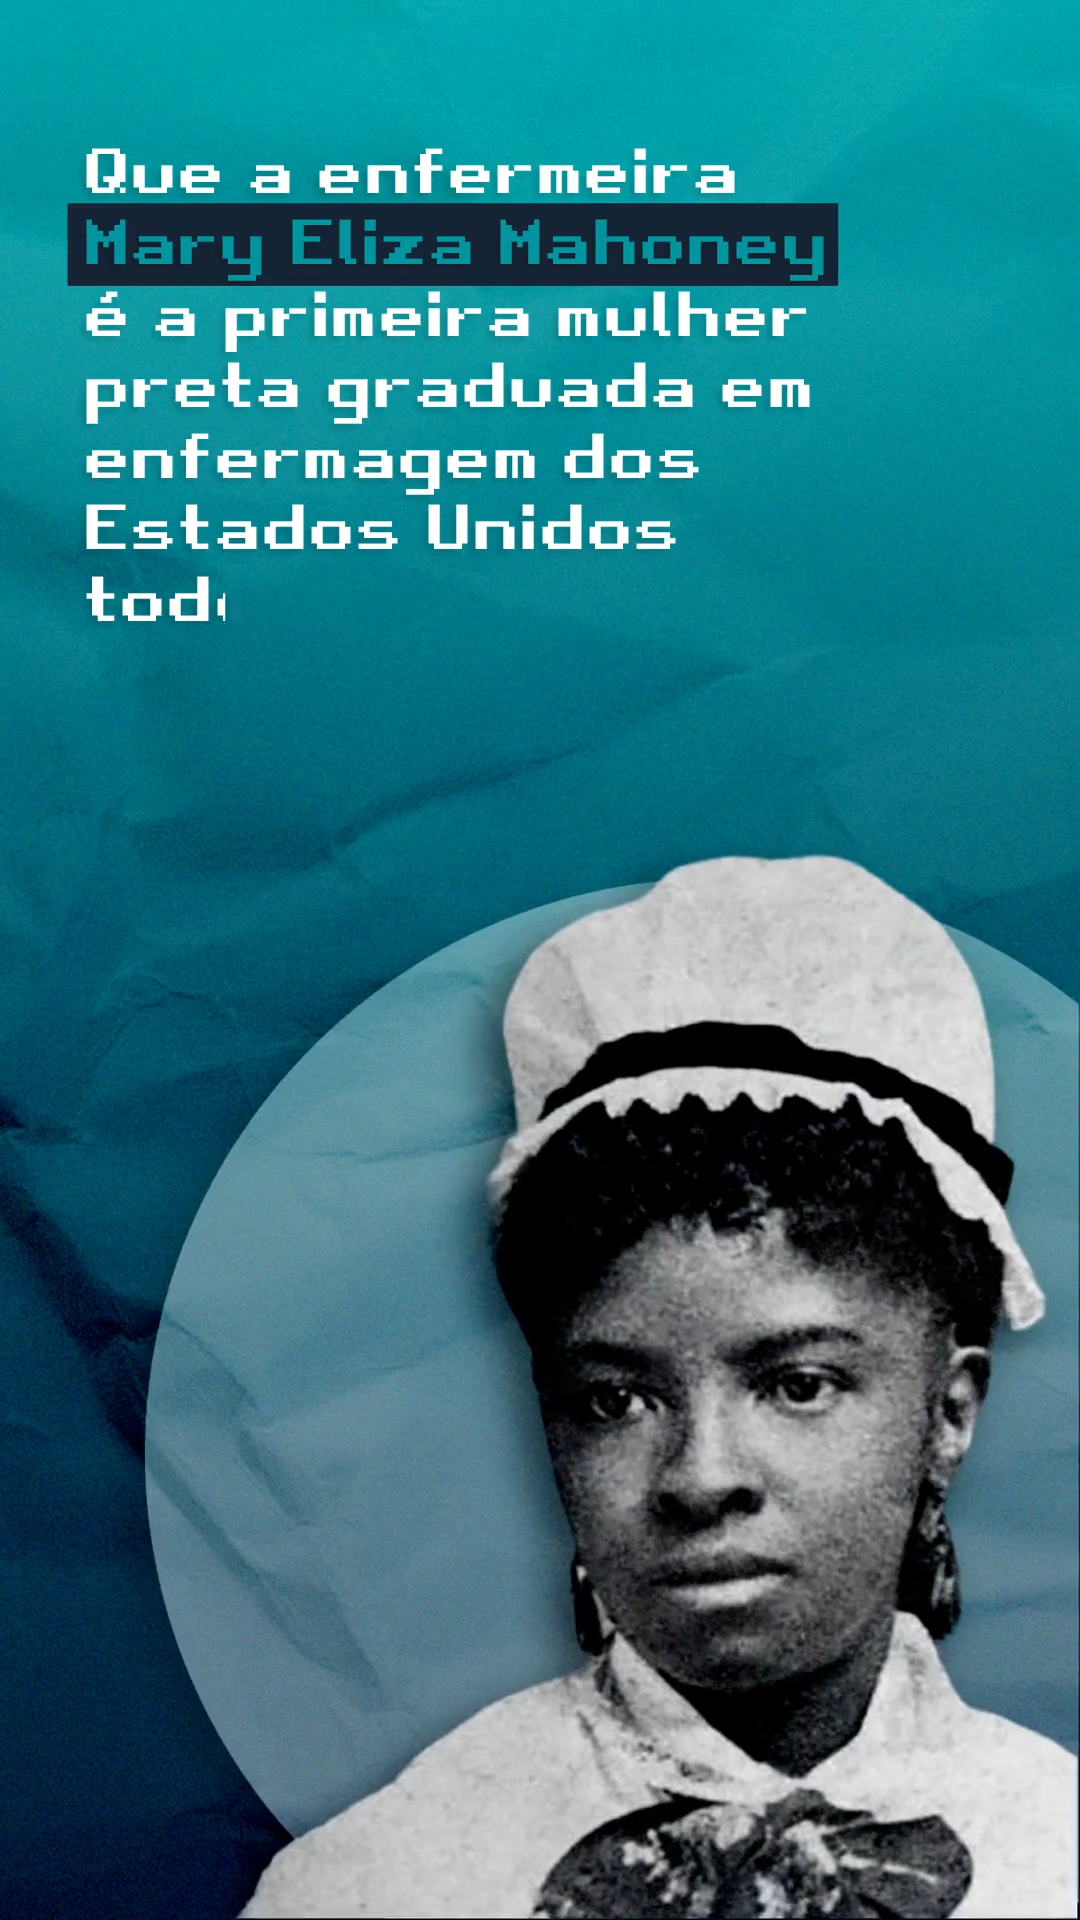 Que a enfermeira
Mary Eliza Mahoney
é a primeira mulher
preta graduada em
enfermagem dos
Estados Unidos